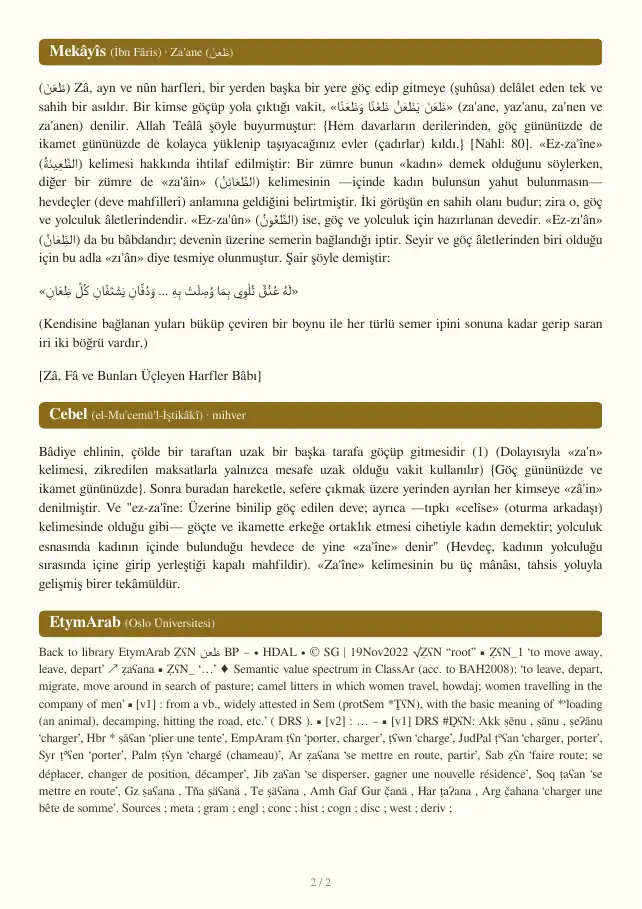 Mekâyîs (İbn Fâris) · Za'ane (ظَعَنَ)
(ظَعَنَ) Zâ, ayn ve nûn harfleri, bir yerden başka bir yere göç edip gitmeye (şuhûsa) delâlet eden tek ve
sahih bir asıldır. Bir kimse göçüp yola çıktığı vakit, «ظَعَنَ يَظْعَنُ ظَعْنًا وَظَعَنًا» (za'ane, yaz'anu, za'nen ve
za'anen) denilir. Allah Teâlâ şöyle buyurmuştur: {Hem davarların derilerinden, göç gününüzde de
ikamet gününüzde de kolayca yüklenip taşıyacağınız evler (çadırlar) kıldı.} [Nahl: 80]. «Ez-za'îne»
(الظَّعِينَةُ) kelimesi hakkında ihtilaf edilmiştir: Bir zümre bunun «kadın» demek olduğunu söylerken,
diğer bir zümre de «za'âin» (الظَّعَائِنُ) kelimesinin —içinde kadın bulunsun yahut bulunmasın—
hevdeçler (deve mahfilleri) anlamına geldiğini belirtmiştir. İki görüşün en sahih olanı budur; zira o, göç
ve yolculuk âletlerindendir. «Ez-za'ûn» (الظَّعُونُ) ise, göç ve yolculuk için hazırlanan devedir. «Ez-zı'ân»
(الظِّعَانُ) da bu bâbdandır; devenin üzerine semerin bağlandığı iptir. Seyir ve göç âletlerinden biri olduğu
için bu adla «zı'ân» diye tesmiye olunmuştur. Şair şöyle demiştir:
«لَهُ عُنُقٌ تُلْوِي بِمَا وُصِلَتْ بِهِ ... وَدُفَّانِ يَشْتَفَّانِ كُلَّ ظِعَانِ»
(Kendisine bağlanan yuları büküp çeviren bir boynu ile her türlü semer ipini sonuna kadar gerip saran
iri iki böğrü vardır.)
[Zâ, Fâ ve Bunları Üçleyen Harfler Bâbı]
Cebel (el-Mu'cemü'l-İştikâkî) · mihver
Bâdiye ehlinin, çölde bir taraftan uzak bir başka tarafa göçüp gitmesidir (1) (Dolayısıyla «za'n»
kelimesi, zikredilen maksatlarla yalnızca mesafe uzak olduğu vakit kullanılır) {Göç gününüzde ve
ikamet gününüzde}. Sonra buradan hareketle, sefere çıkmak üzere yerinden ayrılan her kimseye «zâ'in»
denilmiştir. Ve "ez-za'îne: Üzerine binilip göç edilen deve; ayrıca —tıpkı «celîse» (oturma arkadaşı)
kelimesinde olduğu gibi— göçte ve ikamette erkeğe ortaklık etmesi cihetiyle kadın demektir; yolculuk
esnasında kadının içinde bulunduğu hevdece de yine «za'îne» denir" (Hevdeç, kadının yolculuğu
sırasında içine girip yerleştiği kapalı mahfildir). «Za'îne» kelimesinin bu üç mânâsı, tahsis yoluyla
gelişmiş birer tekâmüldür.
EtymArab (Oslo Üniversitesi)
Back to library EtymArab ẒʕN ظعن BP – • HDAL • © SG | 19Nov2022 √ẒʕN “root” ▪ ẒʕN_1 ‘to move away,
leave, depart’ ↗ ẓaʕana ▪ ẒʕN_ ‘…’ ♦ Semantic value spectrum in ClassAr (acc. to BAH2008): ‘to leave, depart,
migrate, move around in search of pasture; camel litters in which women travel, howdaj; women travelling in the
company of men’ ▪ [v1] : from a vb., widely attested in Sem (protSem *ṮʕN), with the basic meaning of *‘loading
(an animal), decamping, hitting the road, etc.’ ( DRS ). ▪ [v2] : … – ▪ [v1] DRS #ḎʕN: Akk ṣēnu , ṣānu , ṣeʔānu
‘charger’, Hbr * ṣāʕan ‘plier une tente’, EmpAram ṭʕn ‘porter, charger’, ṭʕwn ‘charge’, JudPal ṭᵊʕan ‘charger, porter’,
Syr ṭᵊʕen ‘porter’, Palm ṭʕyn ‘chargé (chameau)’, Ar ẓaʕana ‘se mettre en route, partir’, Sab ẓʕn ‘faire route; se
déplacer, changer de position, décamper’, Jib ẓaʕan ‘se disperser, gagner une nouvelle résidence’, Soq ṭaʕan ‘se
mettre en route’, Gz ṣaʕana , Tña ṣäʕanä , Te ṣäʕana , Amh Gaf Gur č̣anä , Har ṭaʔana , Arg č̣ahana ‘charger une
bête de somme’. Sources ; meta ; gram ; engl ; conc ; hist ; cogn ; disc ; west ; deriv ;
2 / 2